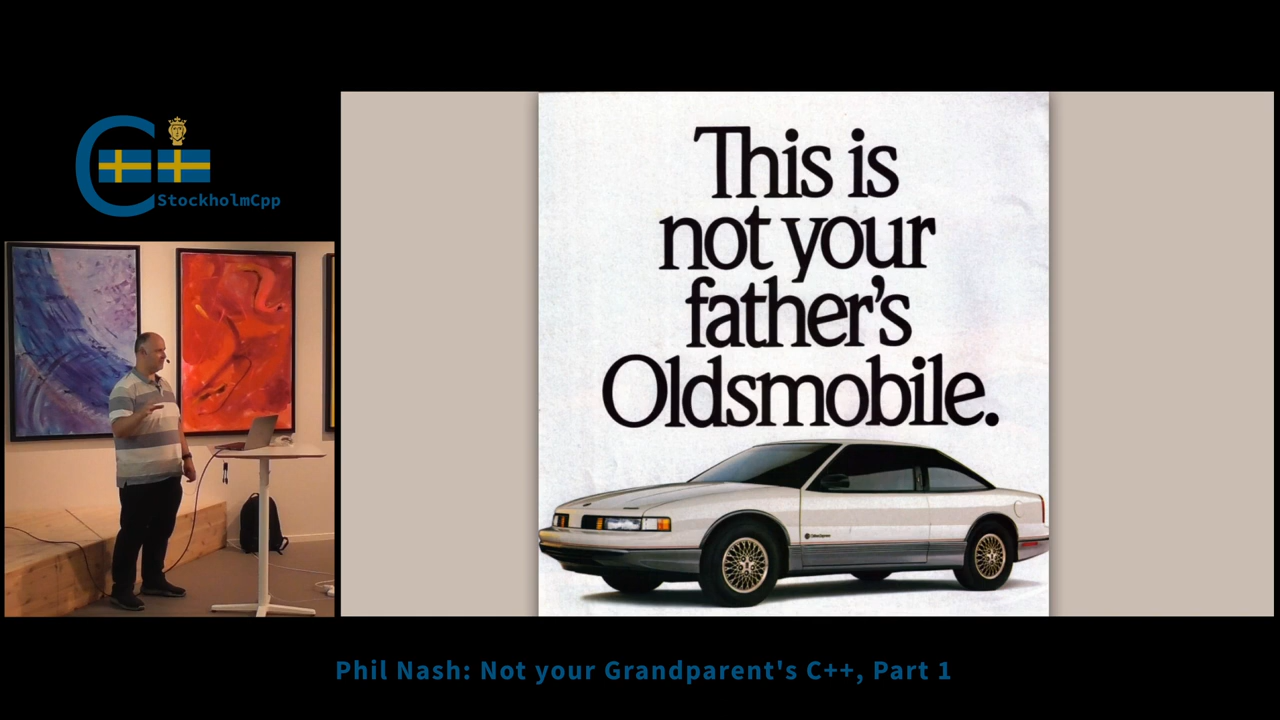 StockholmCpp
This is
not your
father's
Oldsmobile.
Phil Nash: Not your Grandparent's C++, Part 1